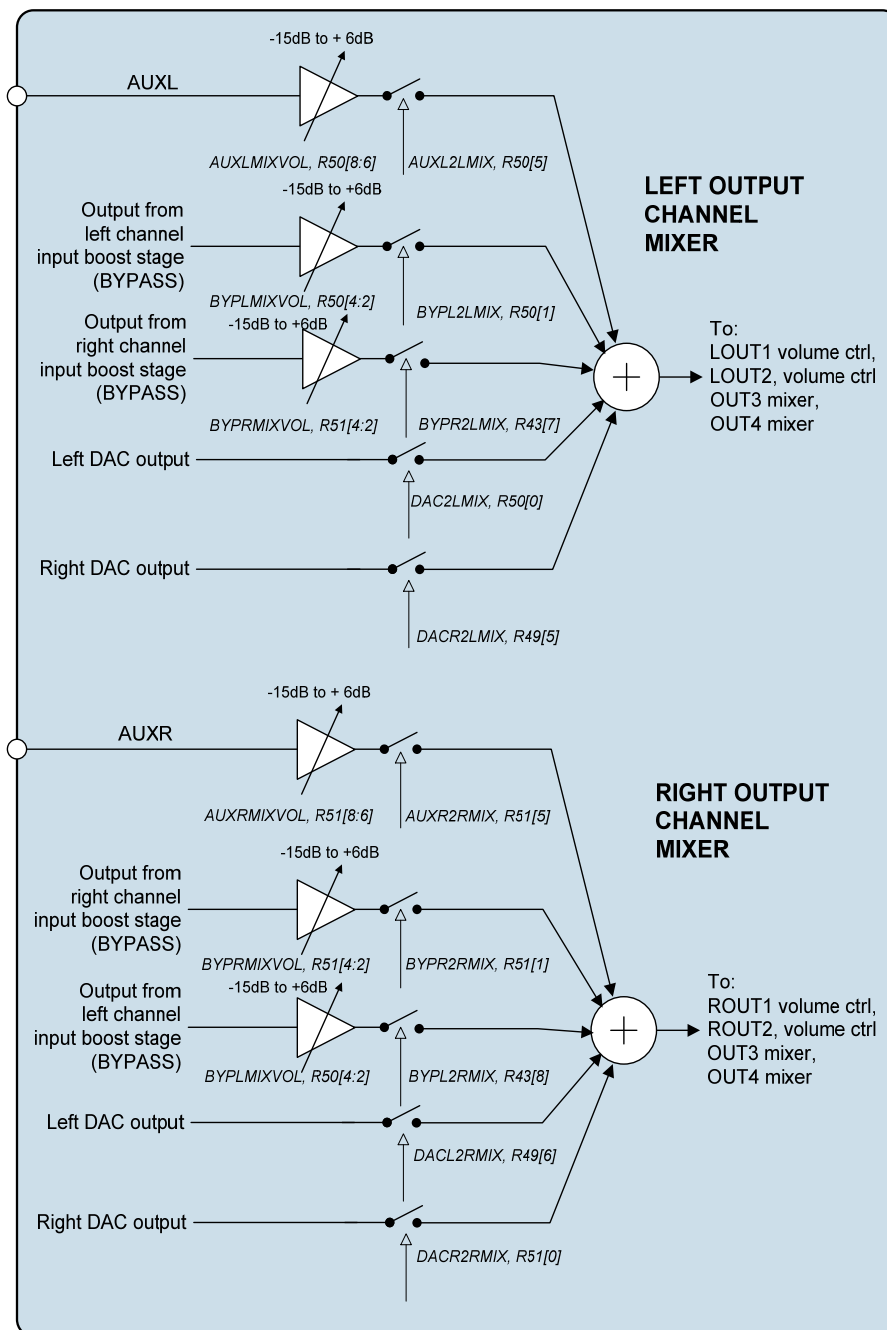 -15dB to + 6dB
AUXL
AUXLMIXVOL, R50[8:6]
AUXL2LMIX, R50[5]
LEFT OUTPUT
CHANNEL
MIXER
-15dB to +6dB
Output from
left channel
input boost stage
(BYPASS)
BYPLMIXVOL, R50[4:2]
BYPL2LMIX, R50[1]
-15dB to +6dB
Output from
right channel
input boost stage
(BYPASS)
BYPRMIXVOL, R51[4:2]
BYPR2LMIX, R43[7]
To:
LOUT1 volume ctrl,
LOUT2, volume ctrl
OUT3 mixer,
OUT4 mixer
Left DAC output
DAC2LMIX, R50[0]
Right DAC output
DACR2LMIX, R49[5]
-15dB to + 6dB
AUXR
AUXRMIXVOL, R51[8:6]
AUXR2RMIX, R51[5]
RIGHT OUTPUT
CHANNEL
MIXER
-15dB to +6dB
Output from
right channel
input boost stage
(BYPASS)
BYPRMIXVOL, R51[4:2]
BYPR2RMIX, R51[1]
-15dB to +6dB
Output from
left channel
input boost stage
(BYPASS)
BYPLMIXVOL, R50[4:2]
BYPL2RMIX, R43[8]
To:
ROUT1 volume ctrl,
ROUT2, volume ctrl
OUT3 mixer,
OUT4 mixer
Left DAC output
DACL2RMIX, R49[6]
Right DAC output
DACR2RMIX, R51[0]